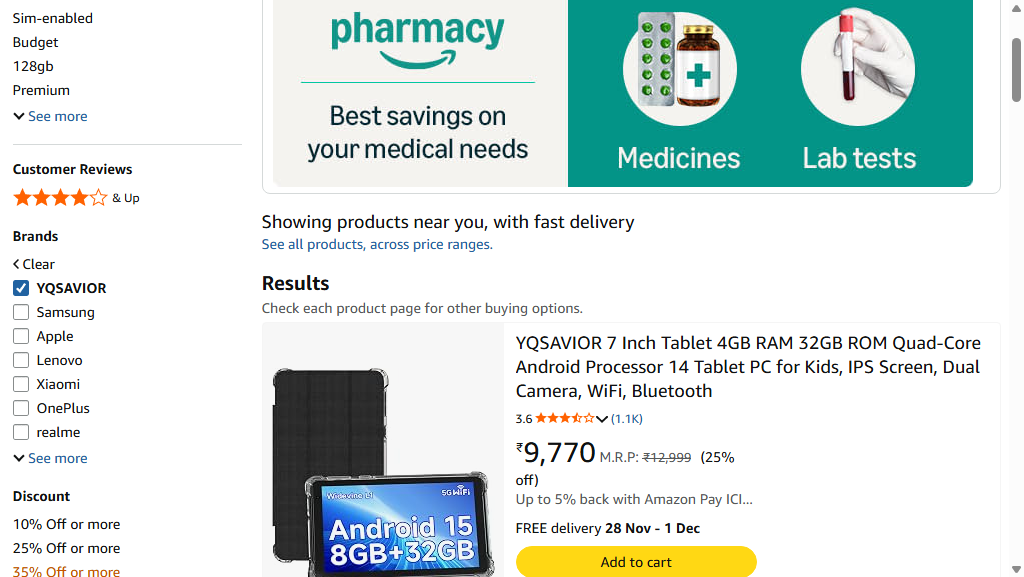 Sim-enabled
Budget
128gb
Premium
See more
Customer Reviews
& Up
Brands
Clear
YQSAVIOR
Samsung
Apple
Lenovo
Xiaomi
OnePlus
realme
See more
Discount
10% Off or more
25% Off or more
35% Off or more
pharmacy
Best savings on
your medical needs
Medicines
Lab tests
Showing products near you, with fast delivery
See all products, across price ranges.
Results
Check each product page for other buying options.
Widevine L1
5G WiFi
Android 15
8GB+32GB
YQSAVIOR 7 Inch Tablet 4GB RAM 32GB ROM Quad-Core
Android Processor 14 Tablet PC for Kids, IPS Screen, Dual
Camera, WiFi, Bluetooth
3.6 (1.1K)
₹9,770 M.R.P: ₹12,999 (25%
off)
Up to 5% back with Amazon Pay ICI...
FREE delivery 28 Nov - 1 Dec
Add to cart